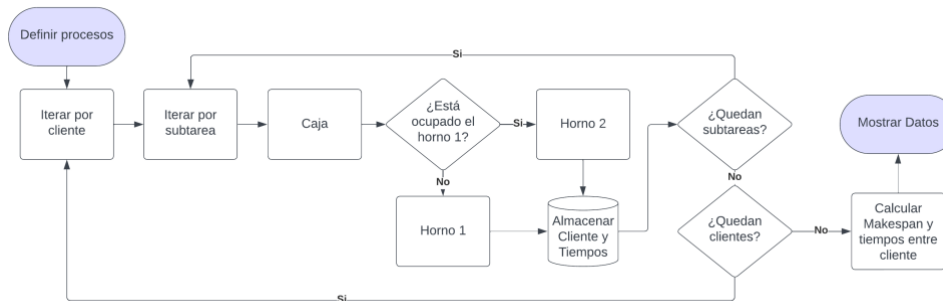 Definir procesos
Iterar por
cliente
Iterar por
subtarea
Caja
¿Está
ocupado el
horno 1?
Si
Horno 2
No
Horno 1
Almacenar
Cliente y
Tiempos
¿Quedan
subtareas?
Si
No
¿Quedan
clientes?
Si
No
Calcular
Makespan y
tiempos entre
cliente
Mostrar Datos